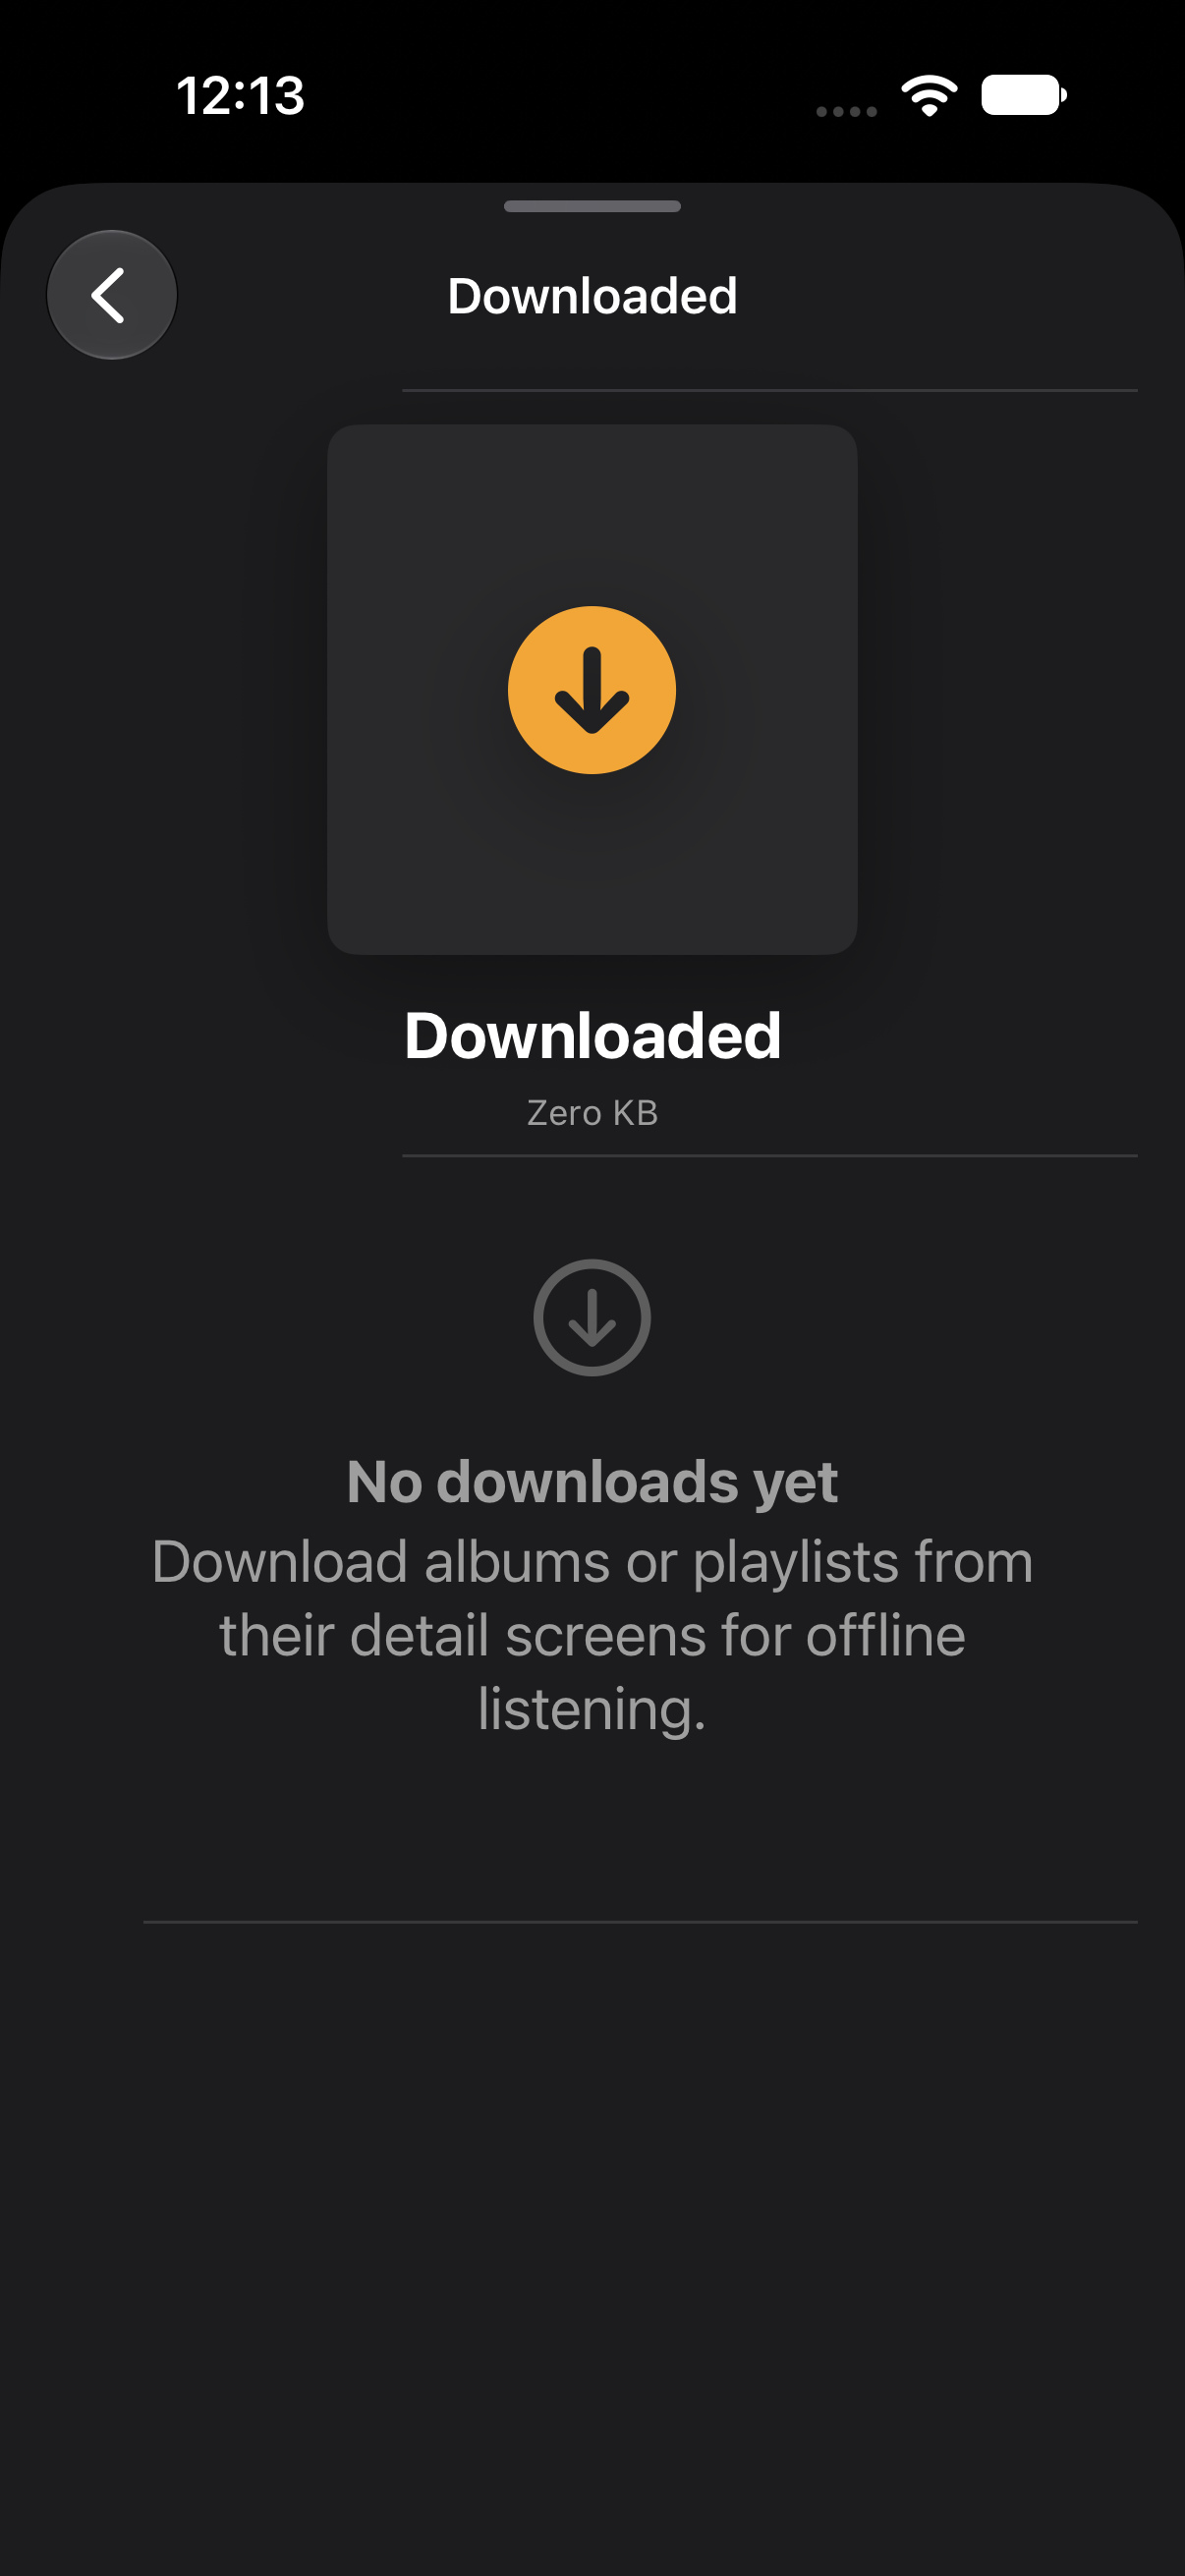 12:13
Downloaded
Downloaded
Zero KB
No downloads yet
Download albums or playlists from
their detail screens for offline
listening.